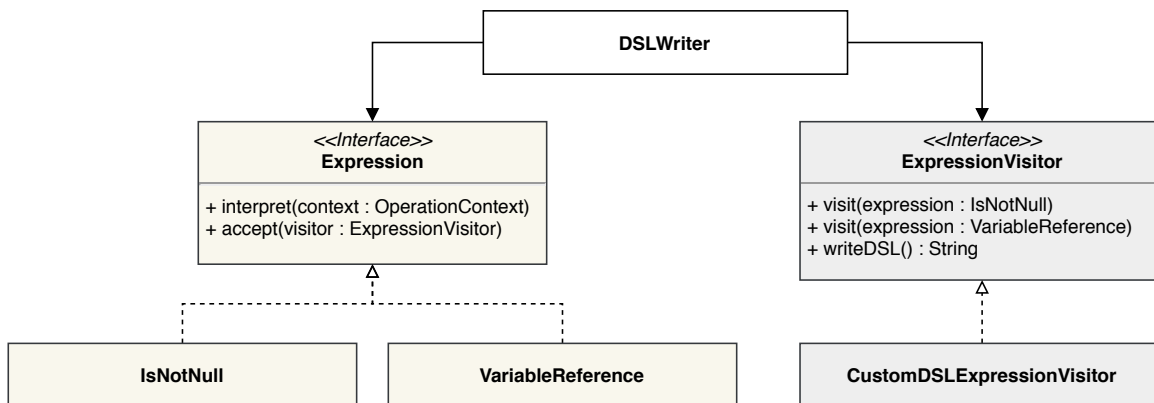 DSLWriter
<<Interface>>
Expression
+ interpret(context : OperationContext)
+ accept(visitor : ExpressionVisitor)
<<Interface>>
ExpressionVisitor
+ visit(expression : IsNotNull)
+ visit(expression : VariableReference)
+ writeDSL() : String
IsNotNull
VariableReference
CustomDSLExpressionVisitor